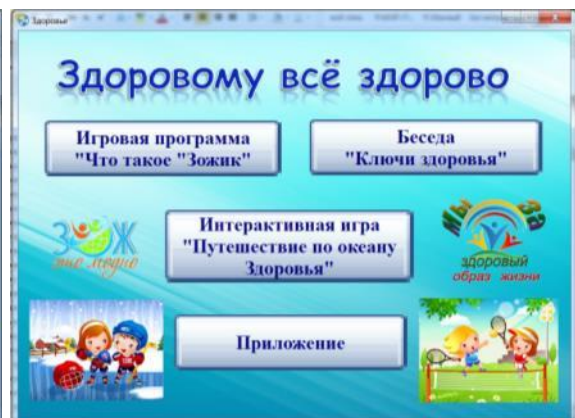 Здоровье
Здоровому всё здорово
Игровая программа
"Что такое "Зожик"
Беседа
"Ключи здоровья"
Интерактивная игра
"Путешествие по океану
Здоровья"
ЗОЖ
это модно
МЫ ЗА
здоровый
образ жизни
Приложение